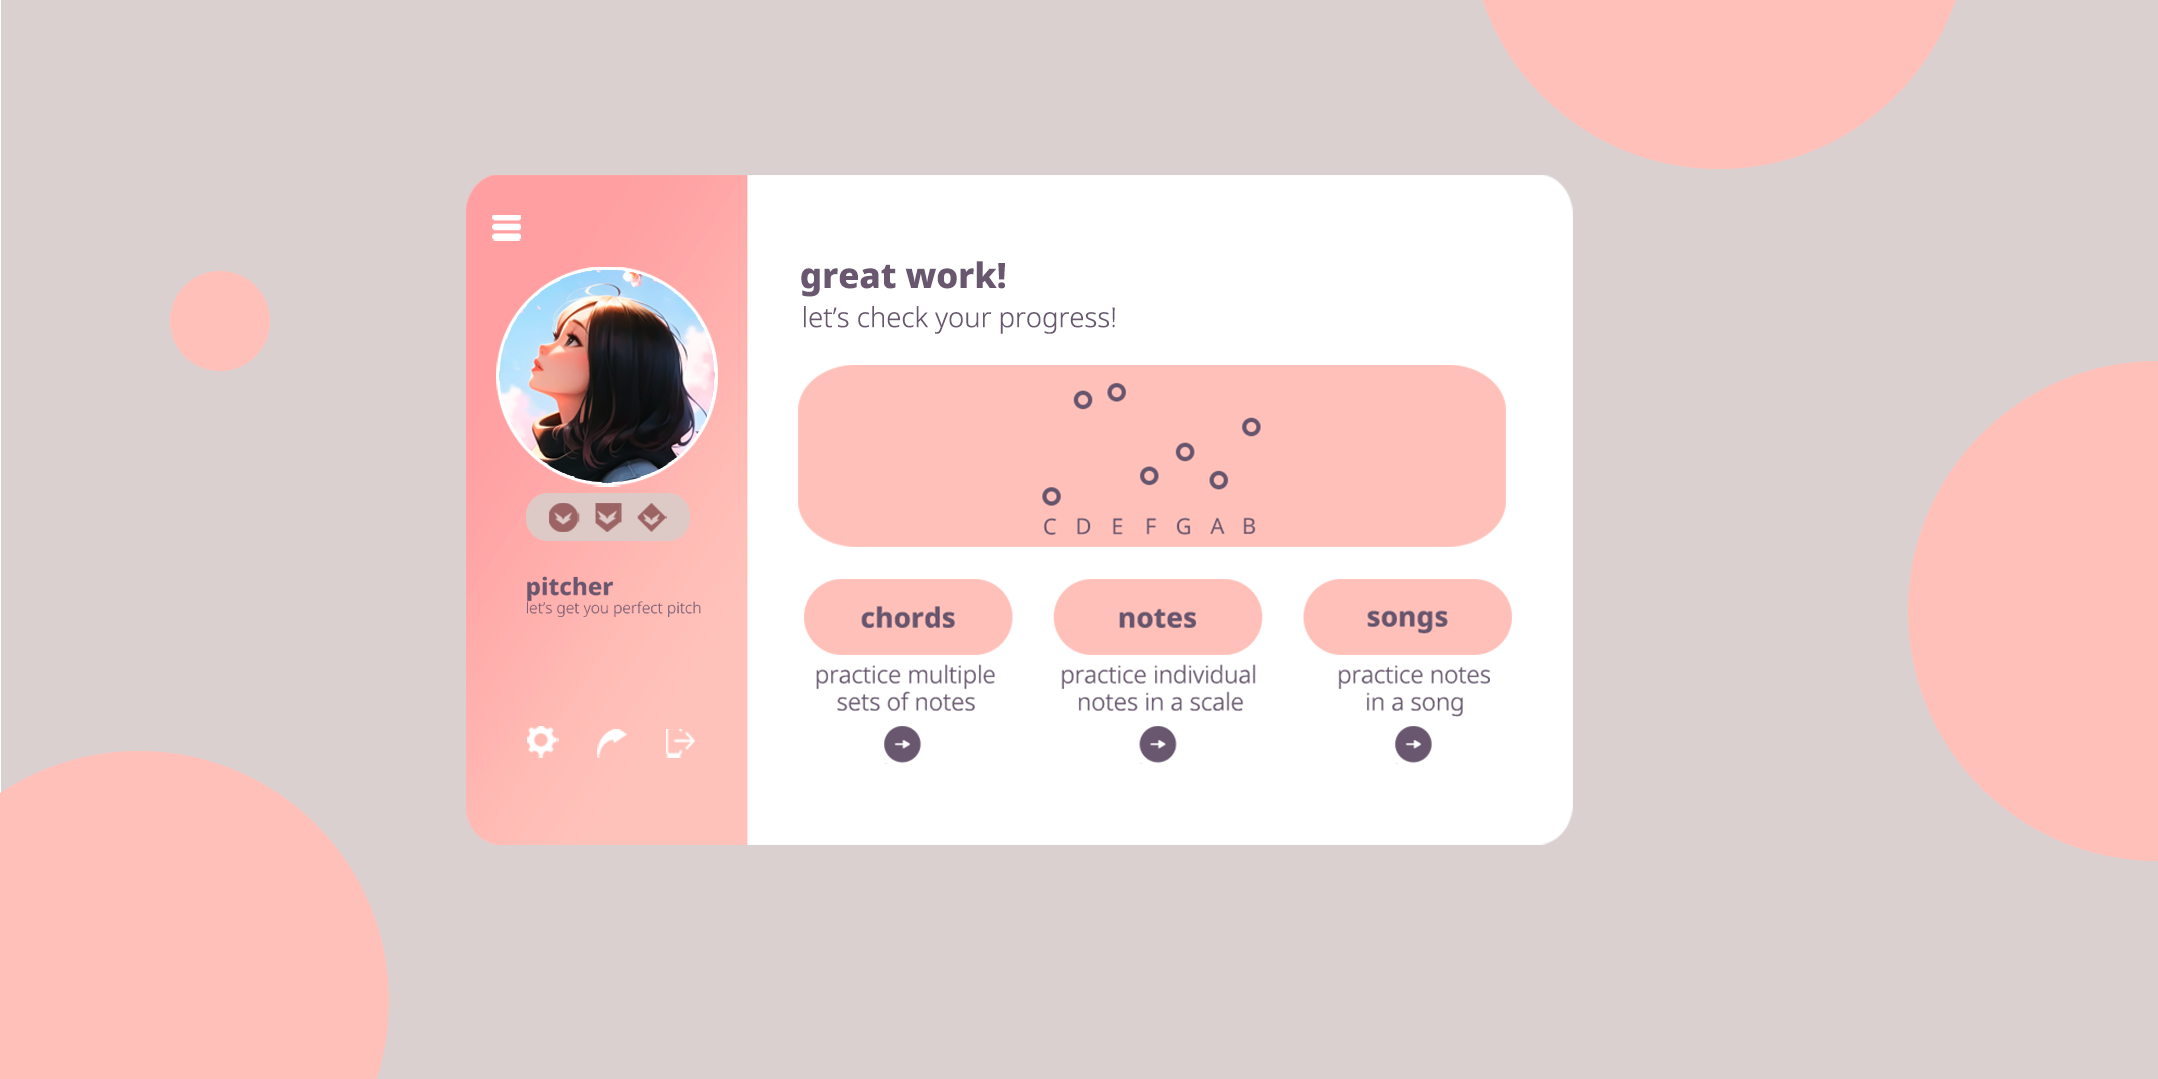 great work!
let's check your progress!
C D E F G A B
pitcher
let's get you perfect pitch
chords
practice multiple
sets of notes
notes
practice individual
notes in a scale
songs
practice notes
in a song